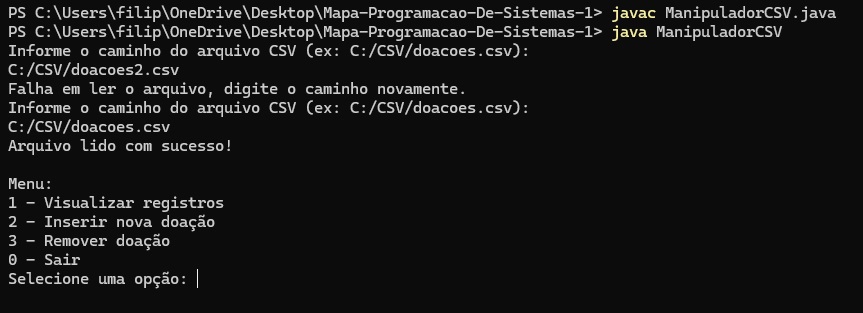 PS C:\Users\filip\OneDrive\Desktop\Mapa-Programacao-De-Sistemas-1> javac ManipuladorCSV.java
PS C:\Users\filip\OneDrive\Desktop\Mapa-Programacao-De-Sistemas-1> java ManipuladorCSV
Informe o caminho do arquivo CSV (ex: C:/CSV/doacoes.csv):
C:/CSV/doacoes2.csv
Falha em ler o arquivo, digite o caminho novamente.
Informe o caminho do arquivo CSV (ex: C:/CSV/doacoes.csv):
C:/CSV/doacoes.csv
Arquivo lido com sucesso!

Menu:
1 - Visualizar registros
2 - Inserir nova doação
3 - Remover doação
0 - Sair
Selecione uma opção: